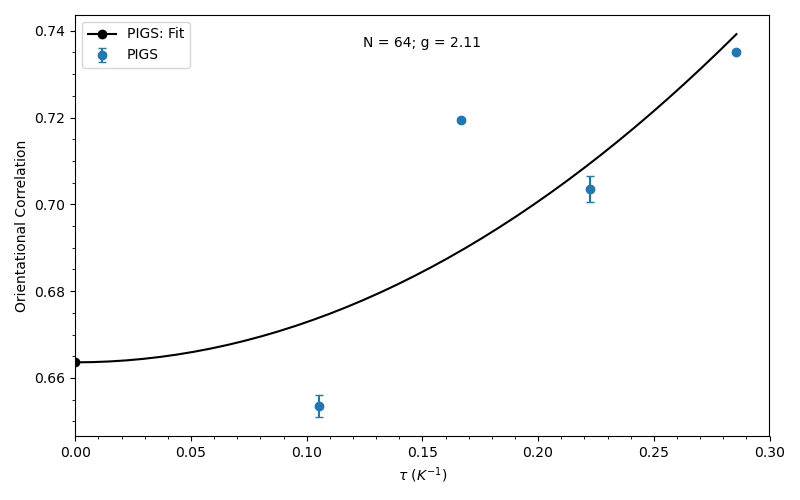 PIGS: Fit
PIGS
N = 64; g = 2.11
0.74
0.72
0.70
0.68
0.66
Orientational Correlation
0.00 0.05 0.10 0.15 0.20 0.25 0.30
τ (K⁻¹)